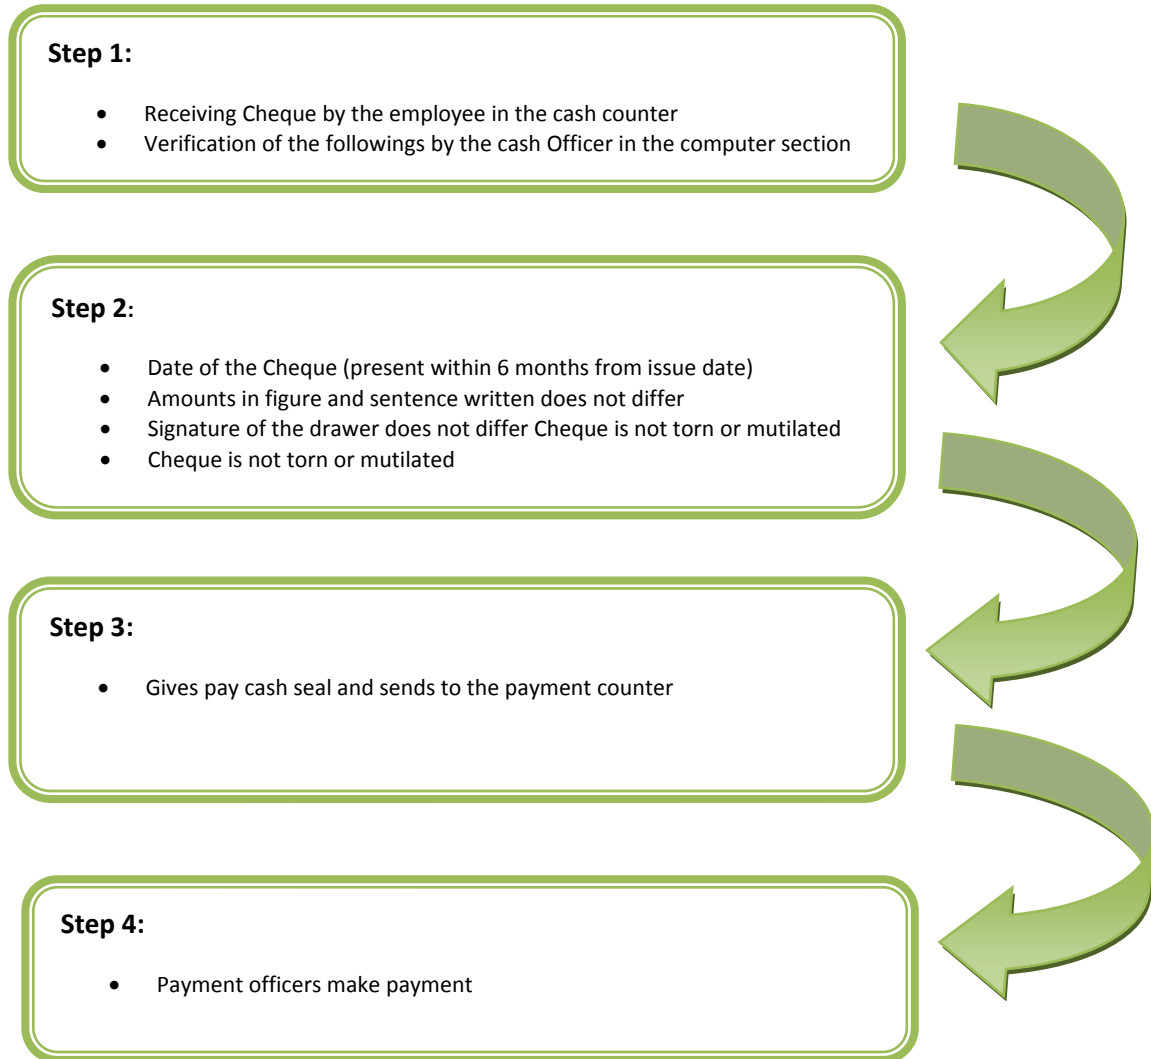 Step 1:
• Receiving Cheque by the employee in the cash counter
• Verification of the followings by the cash Officer in the computer section
Step 2:
• Date of the Cheque (present within 6 months from issue date)
• Amounts in figure and sentence written does not differ
• Signature of the drawer does not differ Cheque is not torn or mutilated
• Cheque is not torn or mutilated
Step 3:
• Gives pay cash seal and sends to the payment counter
Step 4:
• Payment officers make payment